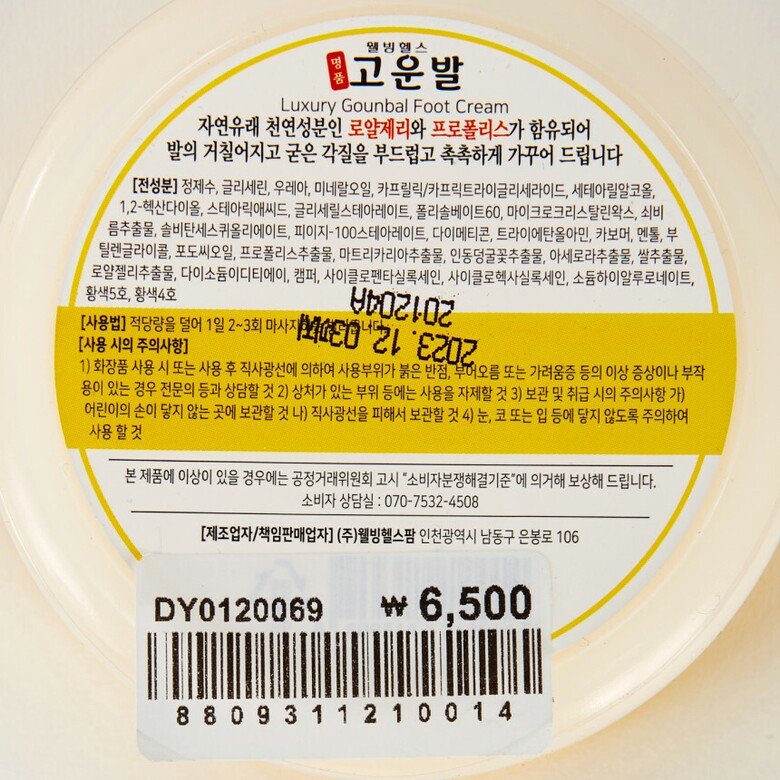 웰빙헬스
명품 고운발
Luxury Gounbal Foot Cream
자연유래 천연성분인 로얄제리와 프로폴리스가 함유되어
발의 거칠어지고 굳은 각질을 부드럽고 촉촉하게 가꾸어 드립니다
[전성분] 정제수, 글리세린, 우레아, 미네랄오일, 카프릴릭/카프릭트라이글리세라이드, 세테아릴알코올,
1,2-헥산다이올, 스테아릭애씨드, 글리세릴스테아레이트, 폴리솔베이트60, 마이크로크리스탈린왁스, 쇠비
름추출물, 솔비탄세스퀴올리에이트, 피이지-100스테아레이트, 다이메티콘, 트라이에탄올아민, 카보머, 멘톨, 부
틸렌글라이콜, 포도씨오일, 프로폴리스추출물, 마트리카리아추출물, 인동덩굴꽃추출물, 아세로라추출물, 쌀추출물,
로얄젤리추출물, 다이소듐이디티에이, 캠퍼, 사이클로펜타실록세인, 사이클로헥사실록세인, 소듐하이알루로네이트,
황색5호, 황색4호
201204A
2023. 12. 03까지
[사용법] 적당량을 덜어 1일 2~3회
[사용 시의 주의사항]
1) 화장품 사용 시 또는 사용 후 직사광선에 의하여 사용부위가 붉은 반점, 부어오름 또는 가려움증 등의 이상 증상이나 부작
용이 있는 경우 전문의 등과 상담할 것 2) 상처가 있는 부위 등에는 사용을 자제할 것 3) 보관 및 취급 시의 주의사항 가)
어린이의 손이 닿지 않는 곳에 보관할 것 나) 직사광선을 피해서 보관할 것 4) 눈, 코 또는 입 등에 닿지 않도록 주의하여
사용 할 것
본 제품에 이상이 있을 경우에는 공정거래위원회 고시 "소비자분쟁해결기준"에 의거해 보상해 드립니다.
소비자 상담실 : 070-7532-4508
[제조업자/책임판매업자] (주)웰빙헬스팜 인천광역시 남동구 은봉로 106
DY0120069 ₩ 6,500
8809311210014